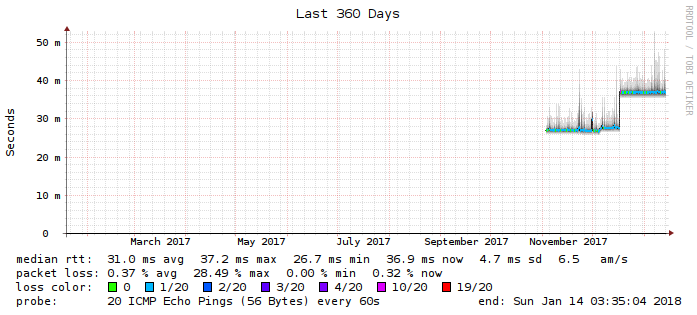 Last 360 Days
RRDTOOL / TOBI OETIKER
Seconds
50 m
40 m
30 m
20 m
10 m
0
March 2017 May 2017 July 2017 September 2017 November 2017
median rtt: 31.0 ms avg 37.2 ms max 26.7 ms min 36.9 ms now 4.7 ms sd 6.5 am/s
packet loss: 0.37 % avg 28.49 % max 0.00 % min 0.32 % now
loss color: 0 1/20 2/20 3/20 4/20 10/20 19/20
probe: 20 ICMP Echo Pings (56 Bytes) every 60s end: Sun Jan 14 03:35:04 2018